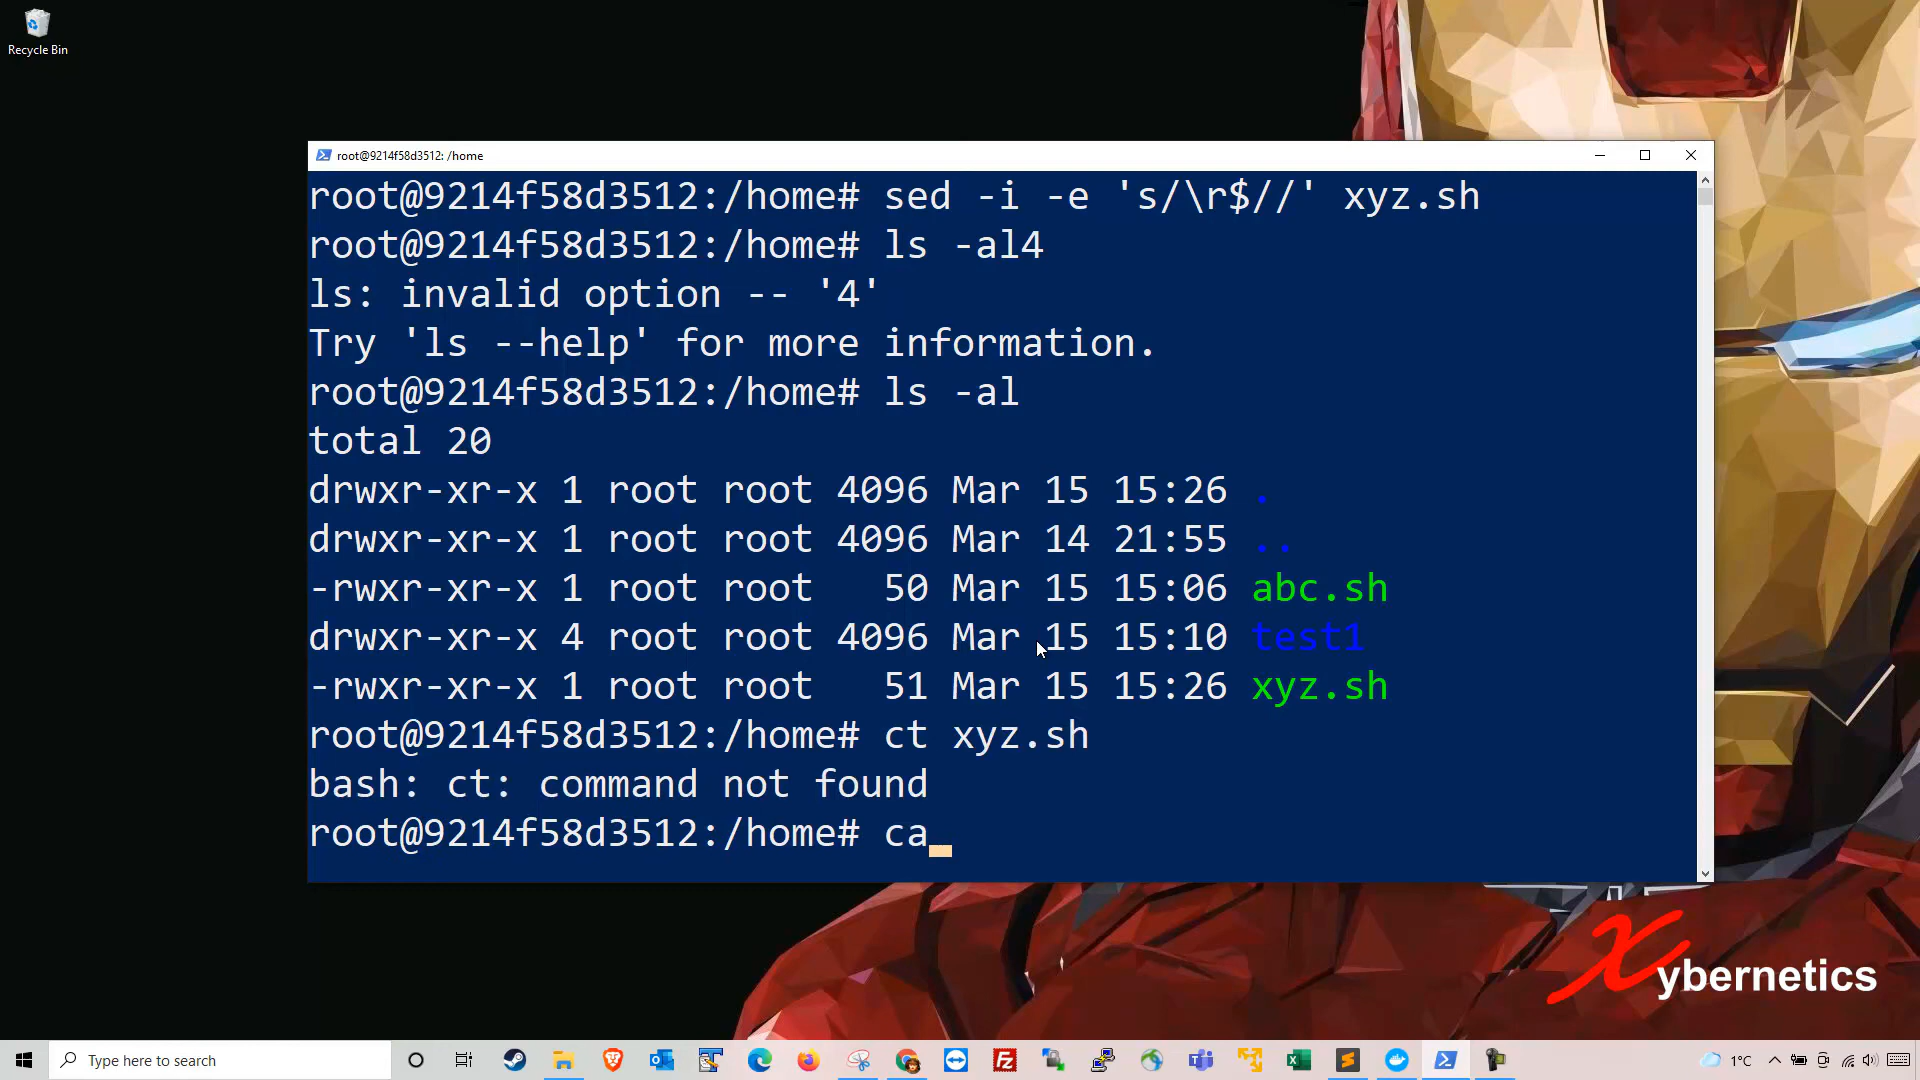 Recycle Bin
root@9214f58d3512: /home
root@9214f58d3512:/home# sed -i -e 's/\r$//' xyz.sh
root@9214f58d3512:/home# ls -al4
ls: invalid option -- '4'
Try 'ls --help' for more information.
root@9214f58d3512:/home# ls -al
total 20
drwxr-xr-x 1 root root 4096 Mar 15 15:26 .
drwxr-xr-x 1 root root 4096 Mar 14 21:55 ..
-rwxr-xr-x 1 root root   50 Mar 15 15:06 abc.sh
drwxr-xr-x 4 root root 4096 Mar 15 15:10 test1
-rwxr-xr-x 1 root root   51 Mar 15 15:26 xyz.sh
root@9214f58d3512:/home# ct xyz.sh
bash: ct: command not found
root@9214f58d3512:/home# ca
Xybernetics
Type here to search
1°C